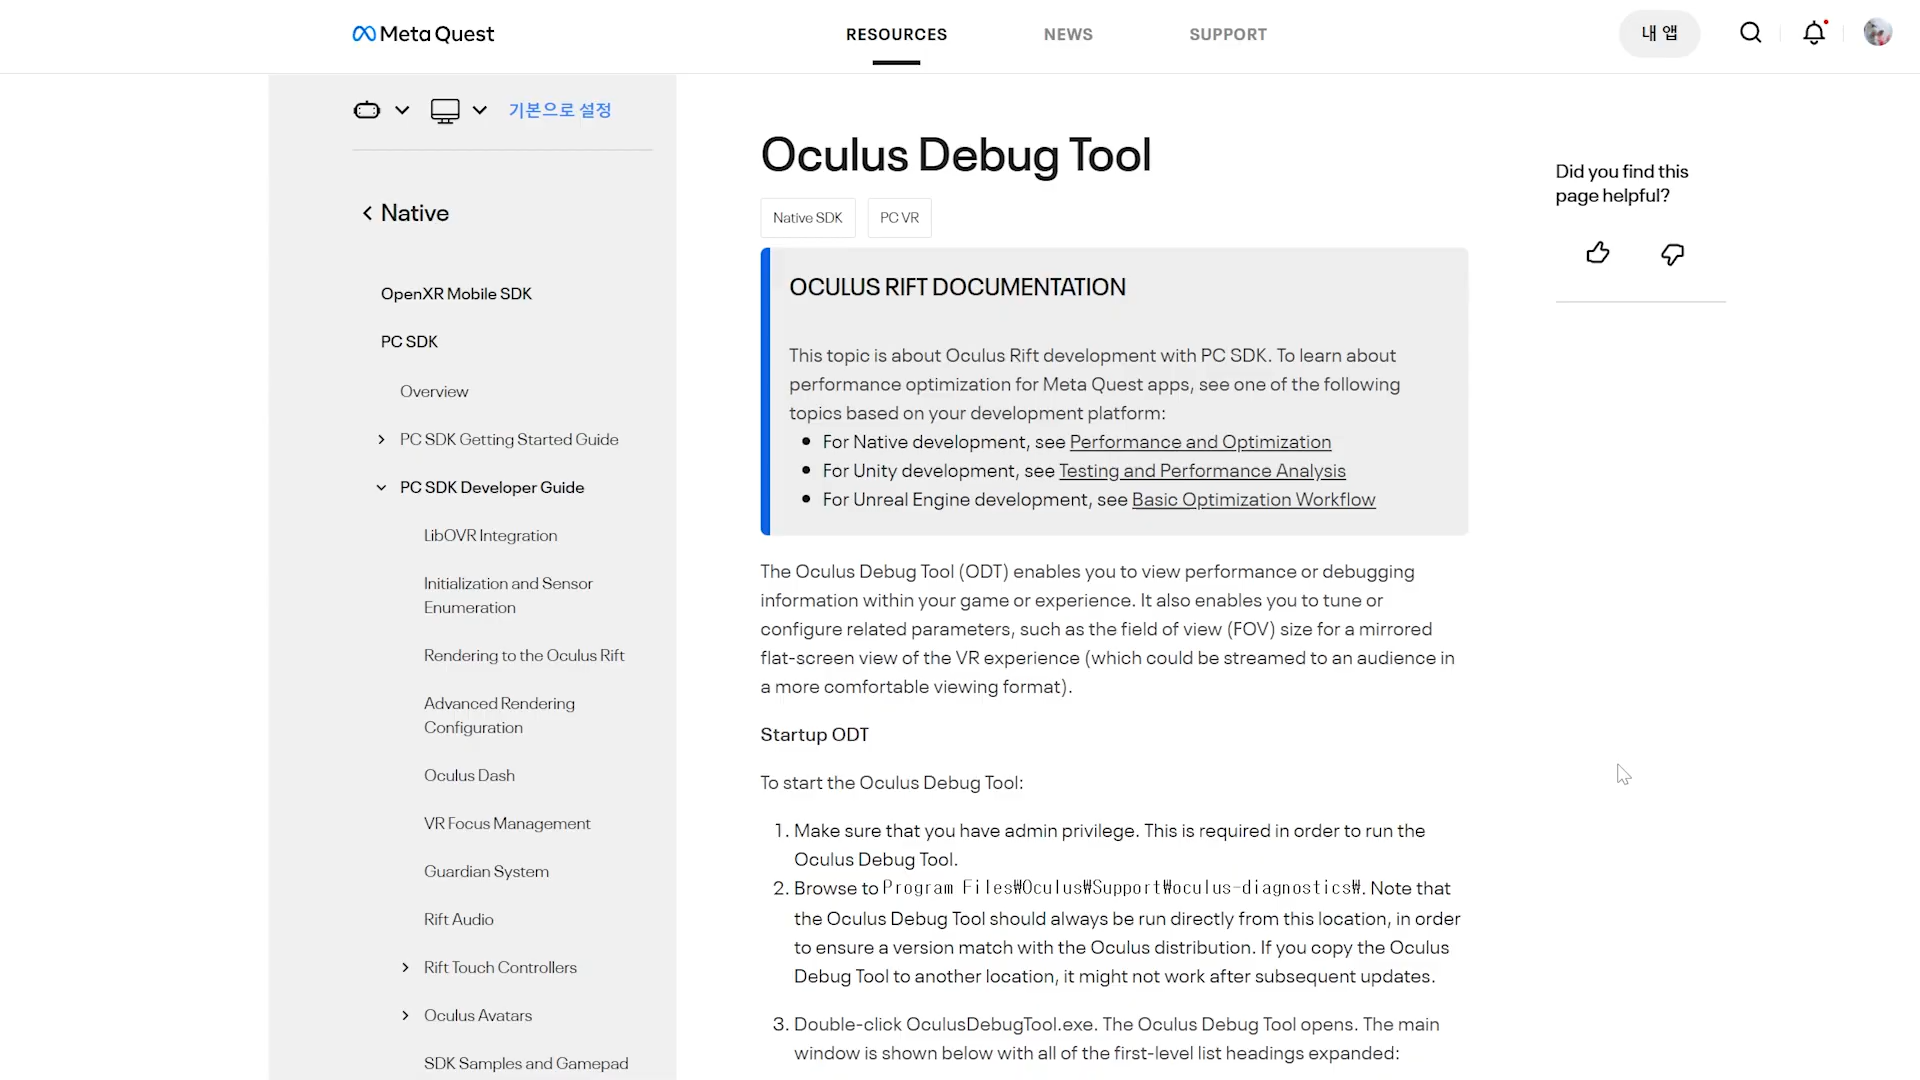 Meta Quest
RESOURCES
NEWS
SUPPORT
내 앱
기본으로 설정
Native
OpenXR Mobile SDK
PC SDK
Overview
PC SDK Getting Started Guide
PC SDK Developer Guide
LibOVR Integration
Initialization and Sensor
Enumeration
Rendering to the Oculus Rift
Advanced Rendering
Configuration
Oculus Dash
VR Focus Management
Guardian System
Rift Audio
Rift Touch Controllers
Oculus Avatars
SDK Samples and Gamepad
Oculus Debug Tool
Native SDK
PC VR
OCULUS RIFT DOCUMENTATION
This topic is about Oculus Rift development with PC SDK. To learn about
performance optimization for Meta Quest apps, see one of the following
topics based on your development platform:
• For Native development, see Performance and Optimization
• For Unity development, see Testing and Performance Analysis
• For Unreal Engine development, see Basic Optimization Workflow
The Oculus Debug Tool (ODT) enables you to view performance or debugging
information within your game or experience. It also enables you to tune or
configure related parameters, such as the field of view (FOV) size for a mirrored
flat-screen view of the VR experience (which could be streamed to an audience in
a more comfortable viewing format).
Startup ODT
To start the Oculus Debug Tool:
1. Make sure that you have admin privilege. This is required in order to run the
Oculus Debug Tool.
2. Browse to Program Files₩Oculus₩Support₩oculus-diagnostics₩. Note that
the Oculus Debug Tool should always be run directly from this location, in order
to ensure a version match with the Oculus distribution. If you copy the Oculus
Debug Tool to another location, it might not work after subsequent updates.
3. Double-click OculusDebugTool.exe. The Oculus Debug Tool opens. The main
window is shown below with all of the first-level list headings expanded:
Did you find this
page helpful?